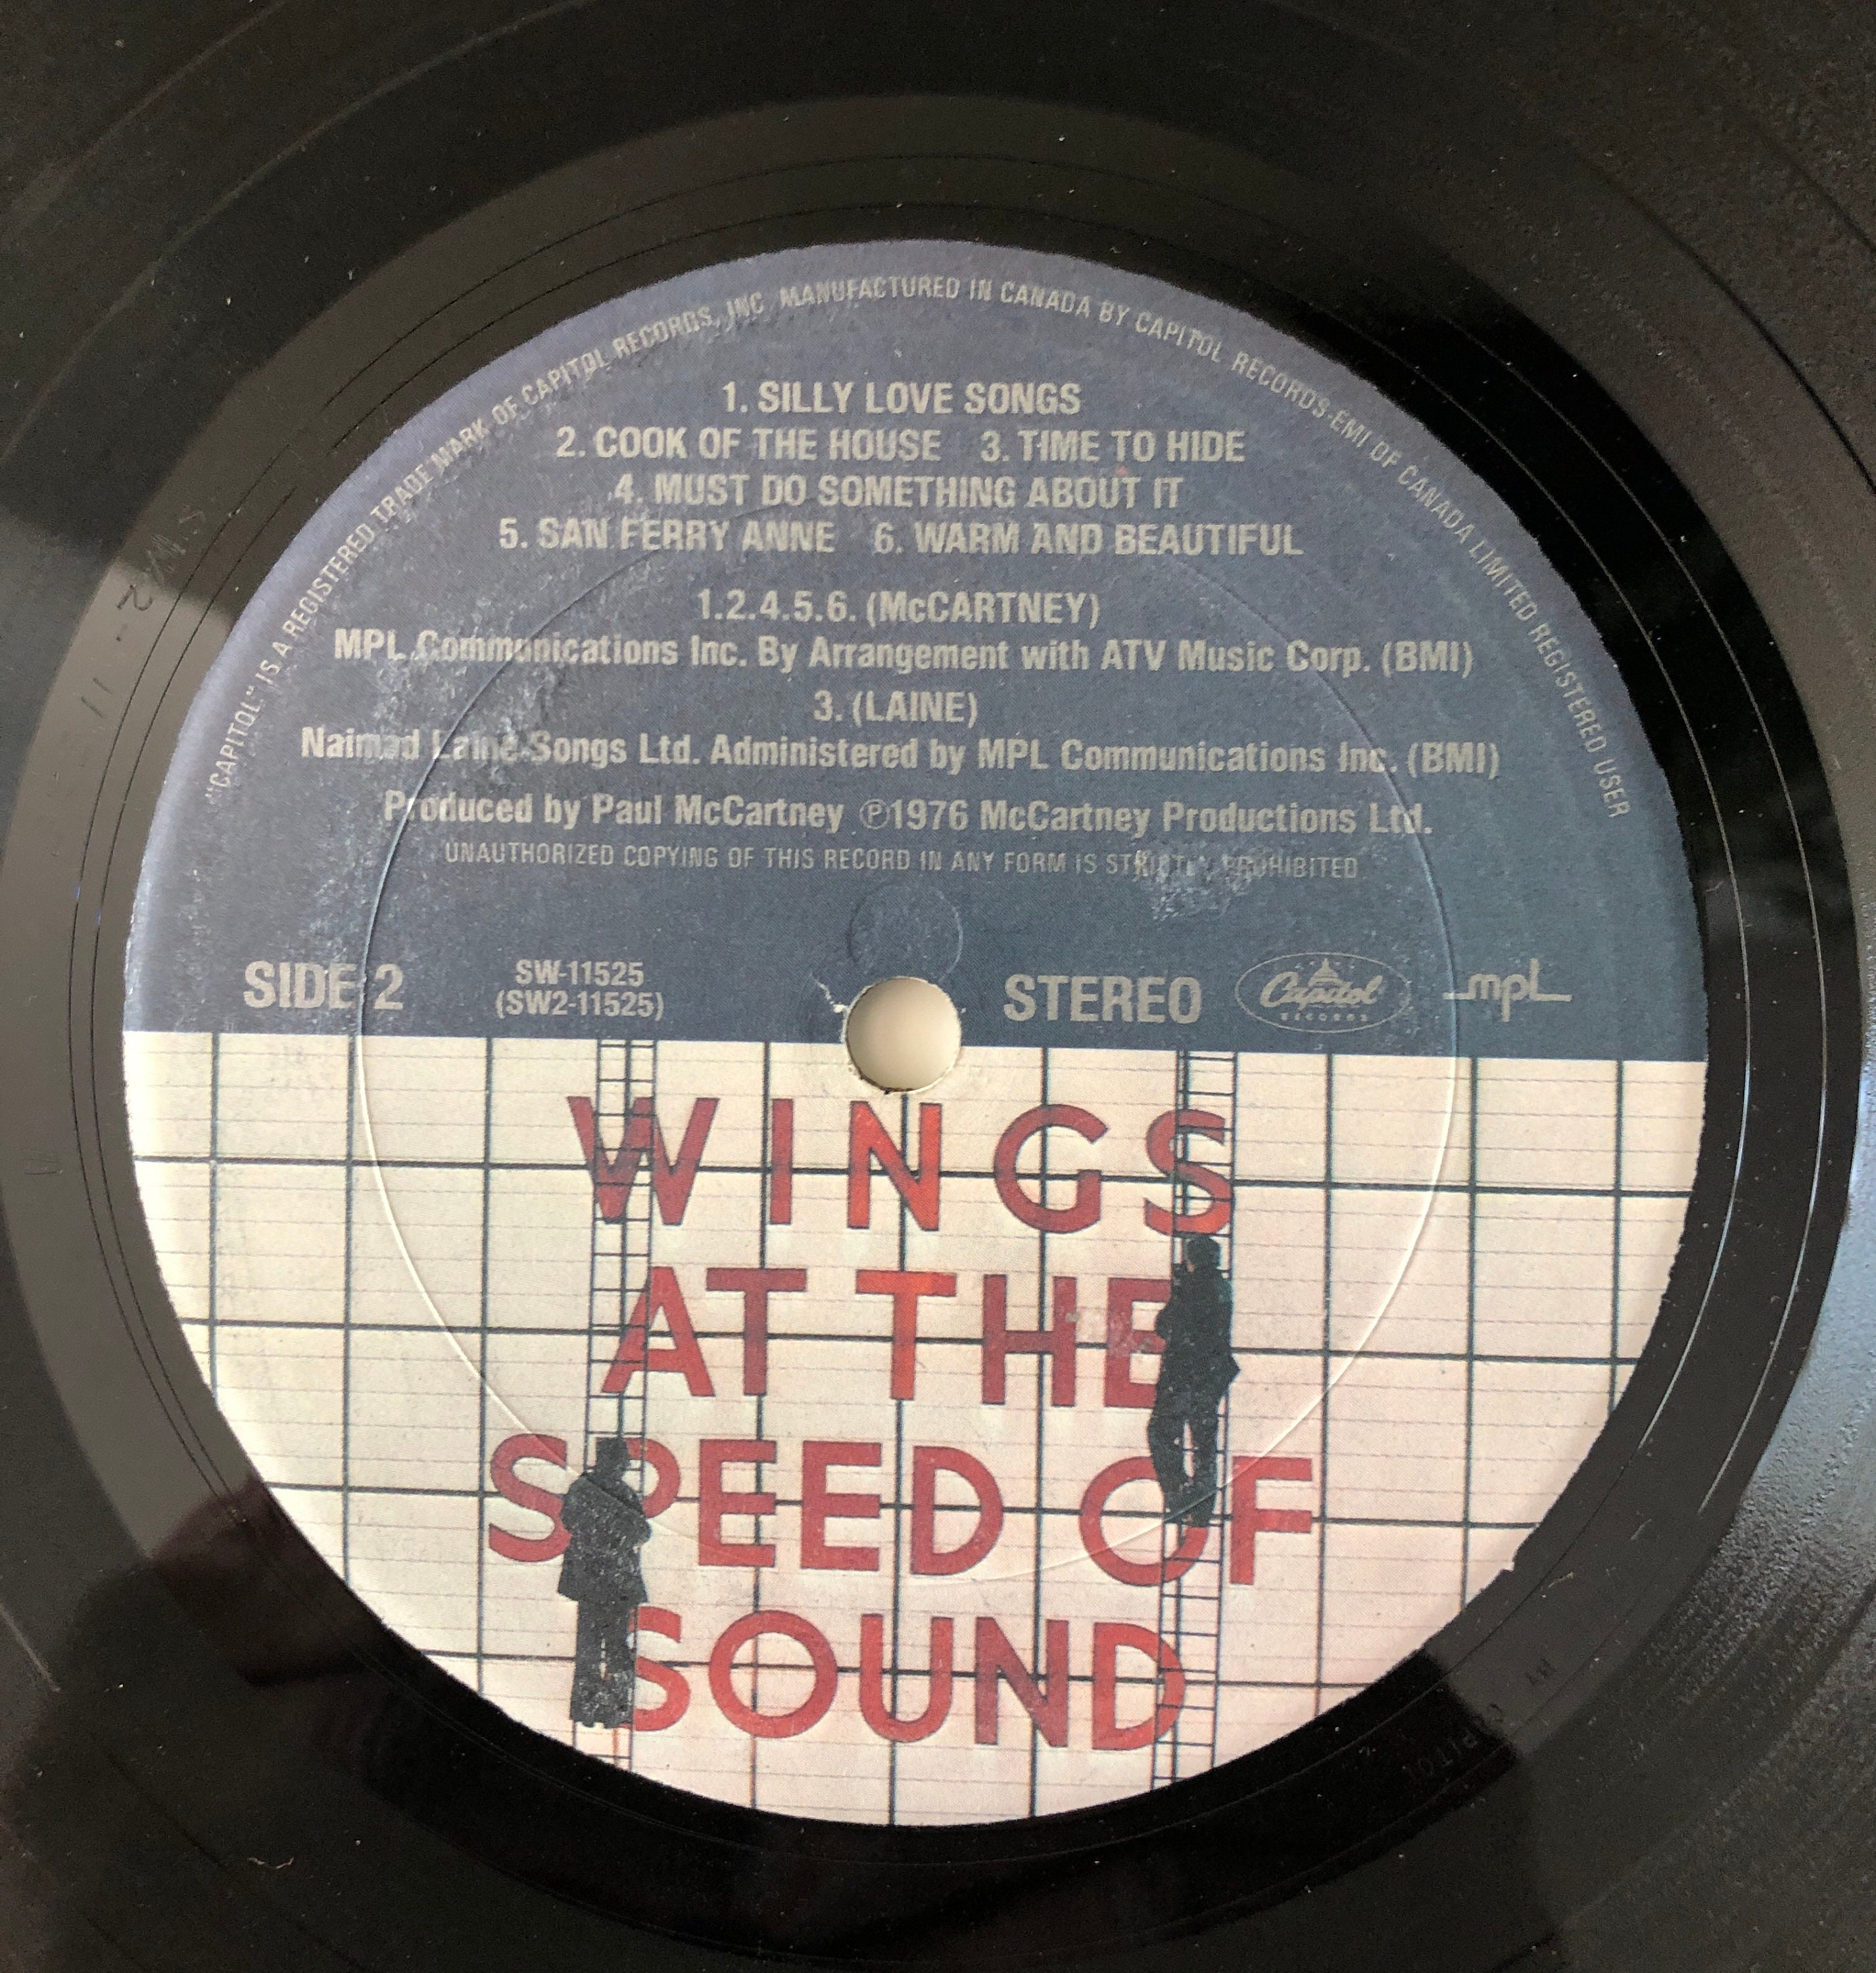 "CAPITOL" IS A REGISTERED TRADE MARK OF CAPITOL RECORDS, INC MANUFACTURED IN CANADA BY CAPITOL RECORDS-EMI OF CANADA LIMITED REGISTERED USER
1. SILLY LOVE SONGS
2. COOK OF THE HOUSE 3. TIME TO HIDE
4. MUST DO SOMETHING ABOUT IT
5. SAN FERRY ANNE 6. WARM AND BEAUTIFUL
1.2.4.5.6. (McCARTNEY)
MPL Communications Inc. By Arrangement with ATV Music Corp. (BMI)
3. (LAINE)
Naimad Laine Songs Ltd. Administered by MPL Communications Inc. (BMI)
Produced by Paul McCartney ℗1976 McCartney Productions Ltd.
UNAUTHORIZED COPYING OF THIS RECORD IN ANY FORM IS STRICTLY PROHIBITED
SIDE 2 SW-11525 STEREO Capitol mpl
(SW2-11525) RECORDS
WINGS
AT THE
SPEED OF
SOUND